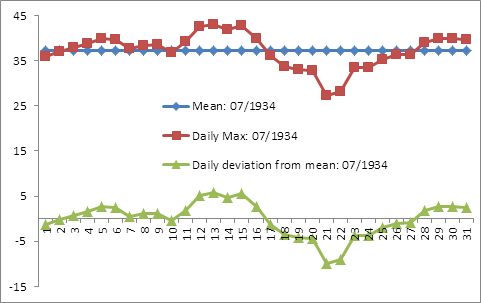 45
35
25
15
5
-5
-15
Mean: 07/1934
Daily Max: 07/1934
Daily deviation from mean: 07/1934
1 2 3 4 5 6 7 8 9 10 11 12 13 14 15 16 17 18 19 20 21 22 23 24 25 26 27 28 29 30 31